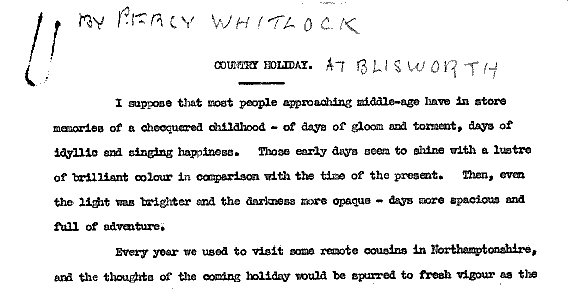 BY PERCY WHITLOCK
COUNTRY HOLIDAY. AT BLISWORTH
I suppose that most people approaching middle-age have in store
memories of a checquered childhood - of days of gloom and torment, days of
idyllic and singing happiness. Those early days seem to shine with a lustre
of brilliant colour in comparison with the time of the present. Then, even
the light was brighter and the darkness more opaque - days more spacious and
full of adventure.
Every year we used to visit some remote cousins in Northamptonshire,
and the thoughts of the coming holiday would be spurred to fresh vigour as the